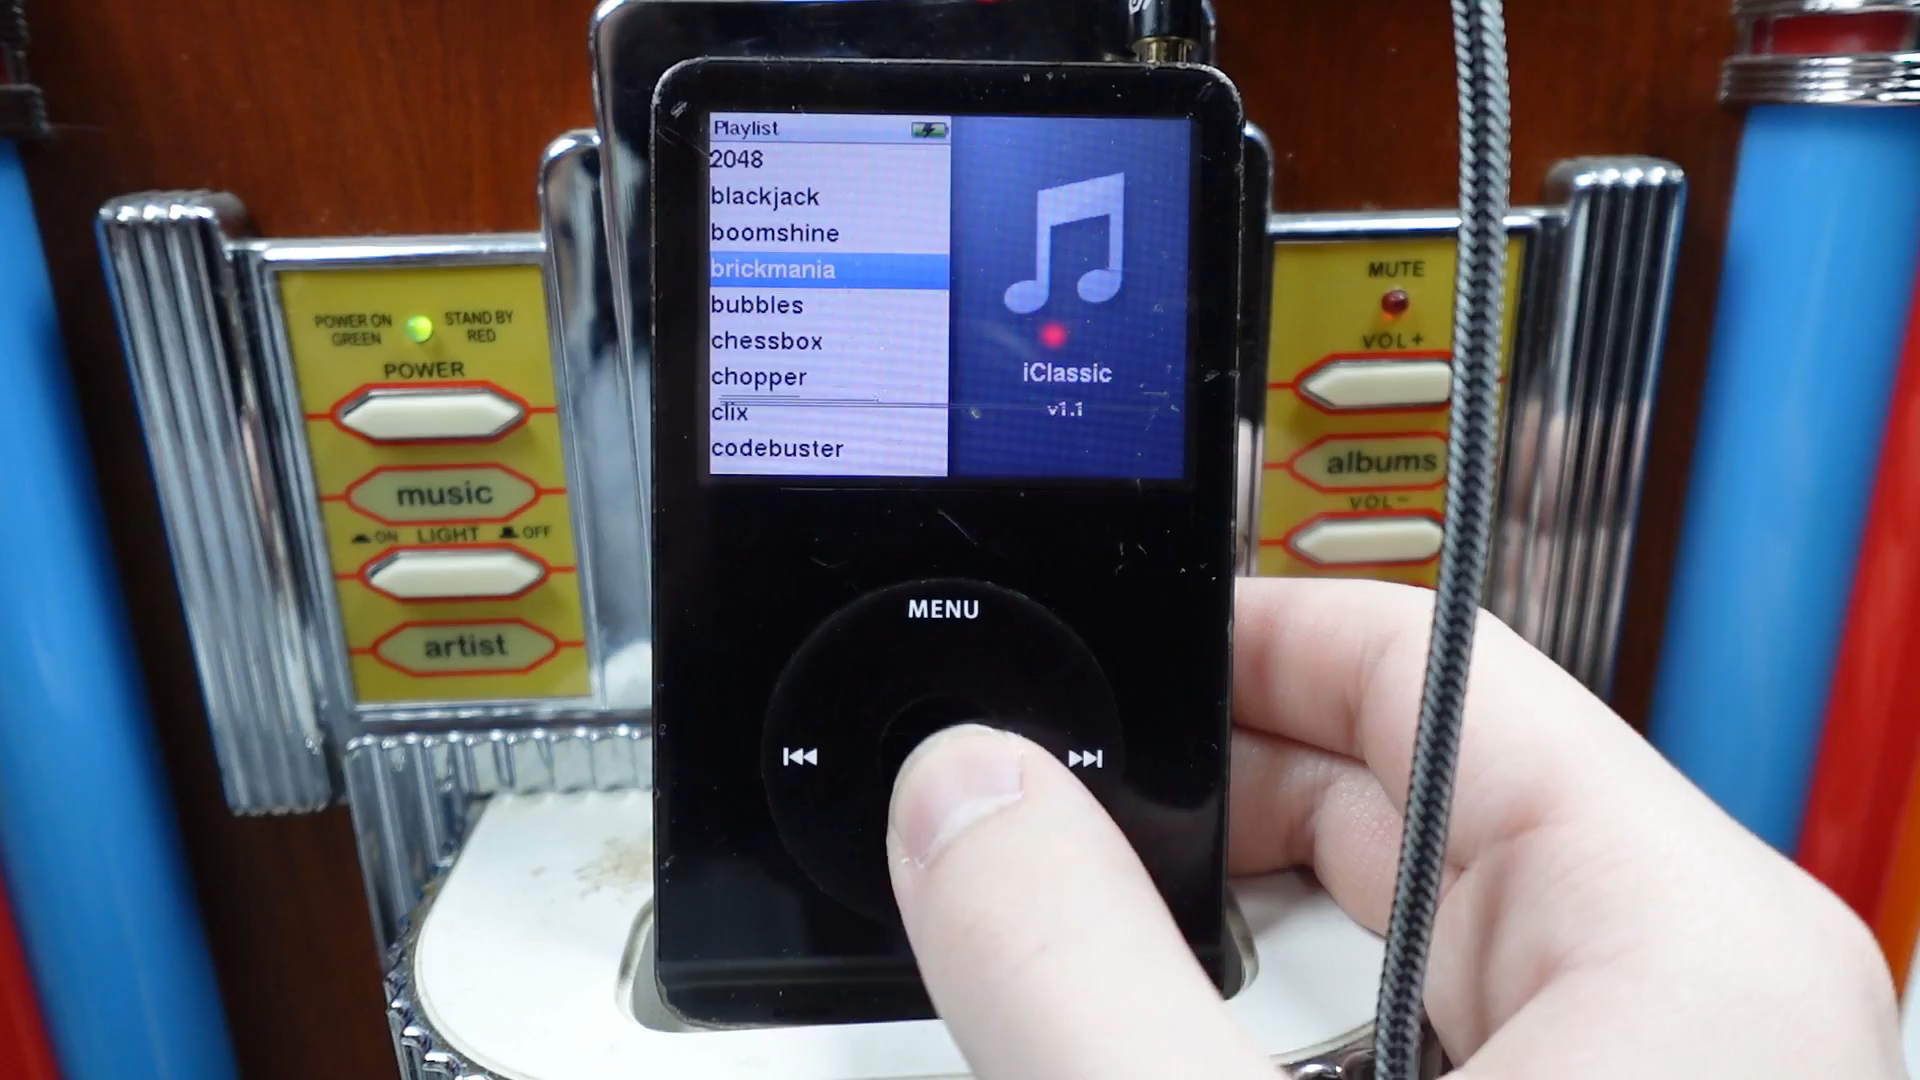 Playlist
2048
blackjack
boomshine
brickmania
bubbles
chessbox
chopper
clix
codebuster
iClassic
v1.1
MENU
POWER ON
GREEN
STAND BY
RED
POWER
music
ON LIGHT OFF
artist
MUTE
VOL+
albums
VOL-